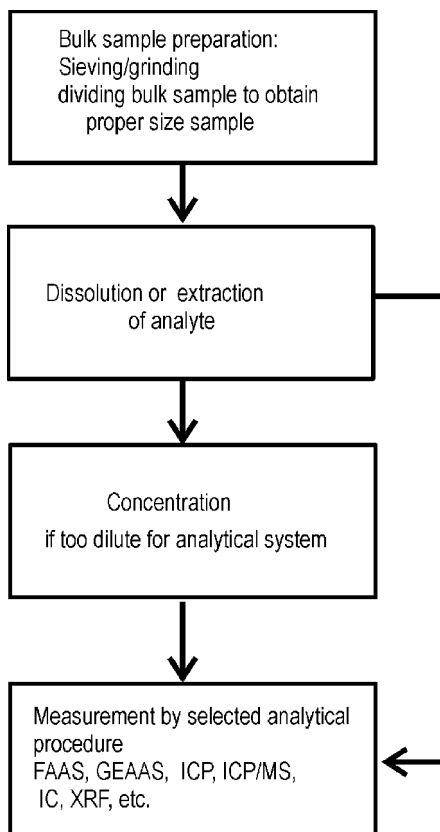 Bulk sample preparation:
Sieving/grinding
dividing bulk sample to obtain
proper size sample
Dissolution or extraction
of analyte
Concentration
if too dilute for analytical system
Measurement by selected analytical
procedure
FAAS, GEAAS, ICP, ICP/MS,
IC, XRF, etc.